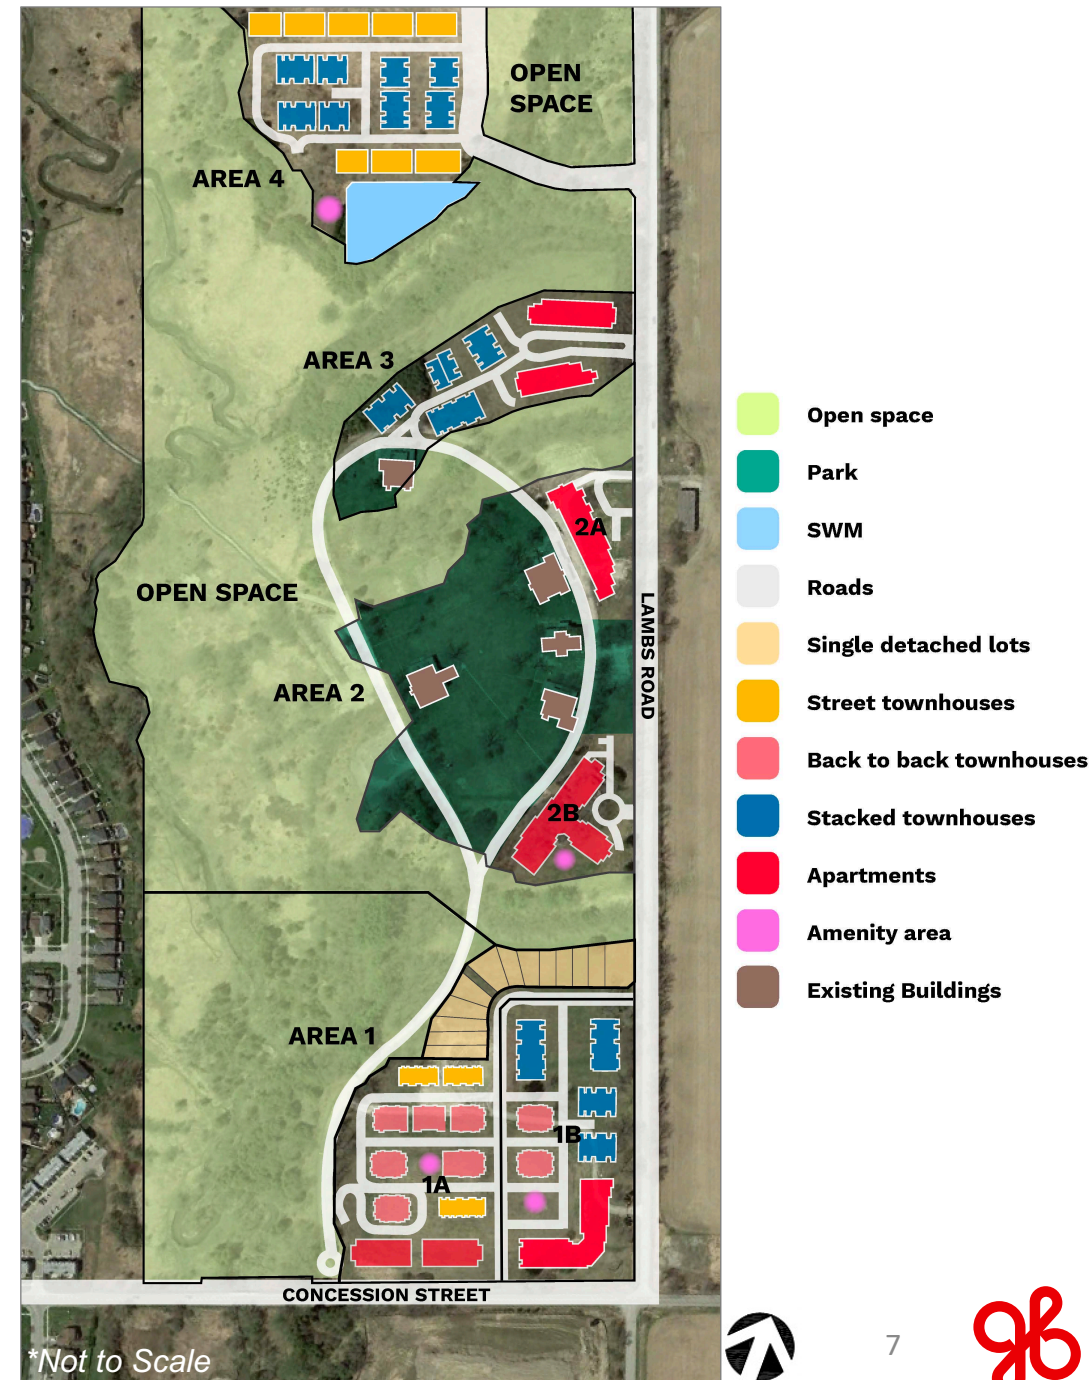 OPEN
SPACE
AREA 4
AREA 3
2A
OPEN SPACE
LAMBS ROAD
AREA 2
2B
AREA 1
1B
1A
CONCESSION STREET
*Not to Scale
Open space
Park
SWM
Roads
Single detached lots
Street townhouses
Back to back townhouses
Stacked townhouses
Apartments
Amenity area
Existing Buildings
7